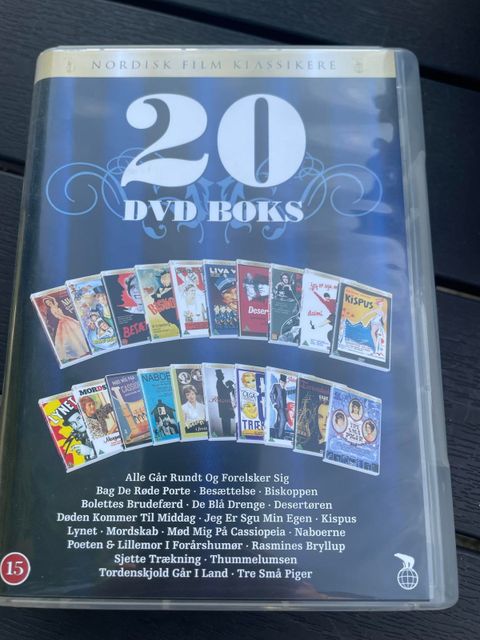 NORDISK FILM KLASSIKERE
20
DVD BOKS
KISPUS
Alle Går Rundt Og Forelsker Sig
Bag De Røde Porte · Besættelse · Biskoppen
Bolettes Brudefærd · De Blå Drenge · Desertøren
Døden Kommer Til Middag · Jeg Er Sgu Min Egen · Kispus
Lynet · Mordskab · Mød Mig På Cassiopeia · Naboerne
Poeten & Lillemor I Forårshumør · Rasmines Bryllup
Sjette Trækning · Thummelumsen
Tordenskjold Går I Land · Tre Små Piger
15